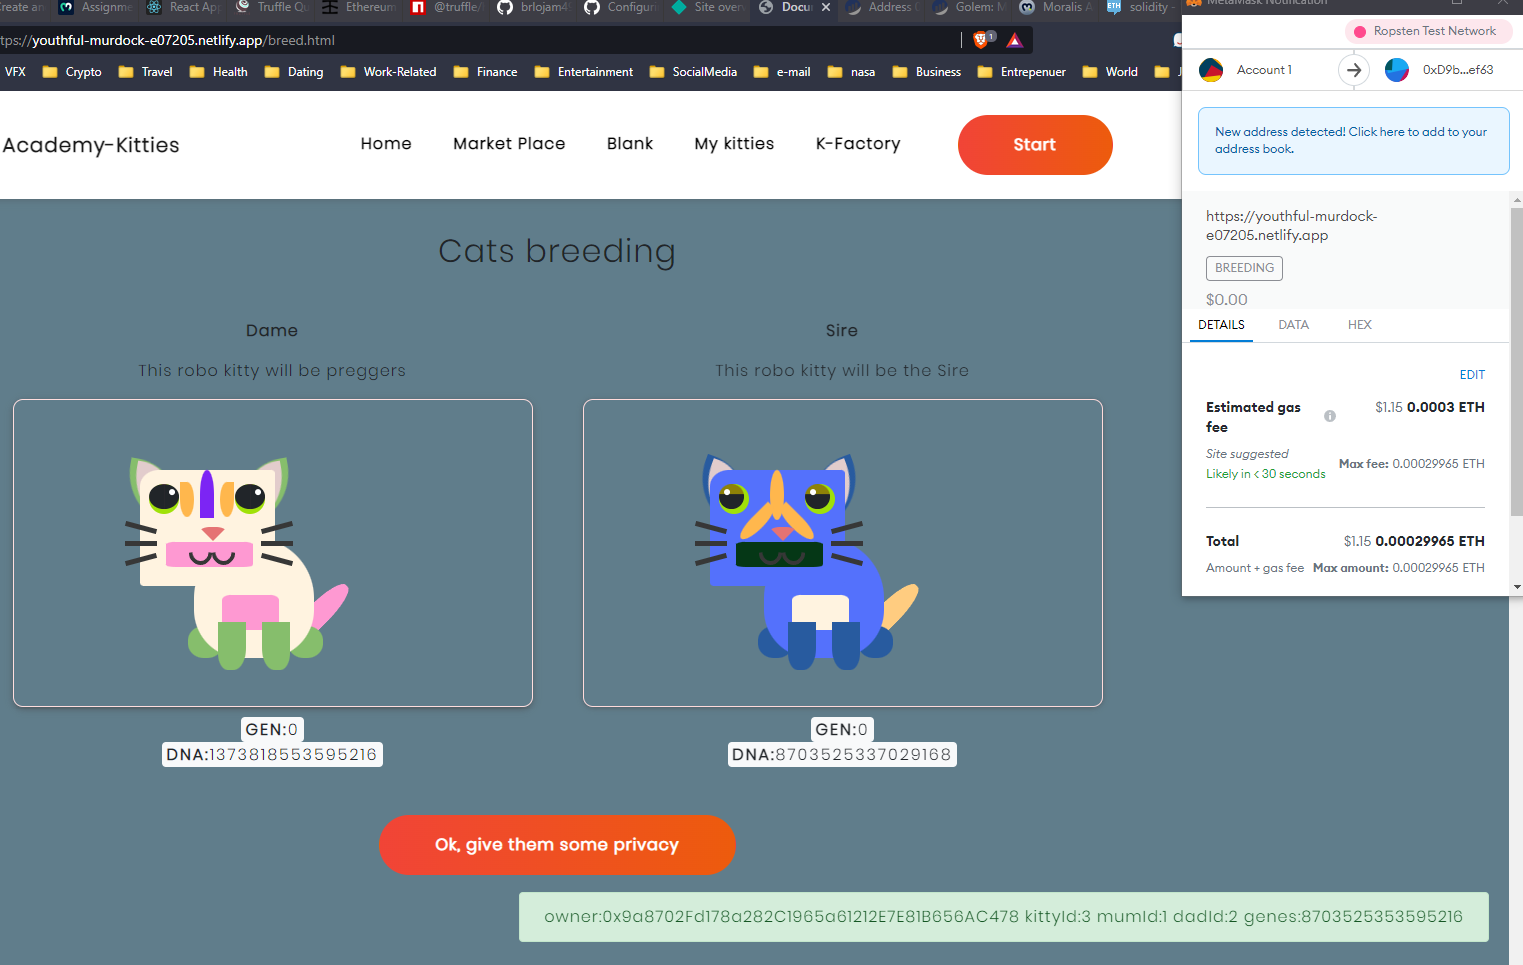 Create an
Assignme
React App
Truffle Qu
Ethereum
@truffle/
brlojam4
Configuri
Site over
Docu
Address
Golem: M
Moralis A
solidity -
MetaMask Notification
tps://youthful-murdock-e07205.netlify.app/breed.html
1
Ropsten Test Network
VFX Crypto Travel Health Dating Work-Related Finance Entertainment SocialMedia e-mail nasa Business Entrepenuer World
Account 1
0xD9b...ef63
New address detected! Click here to add to your
address book.
Academy-Kitties
Home
Market Place
Blank
My kitties
K-Factory
Start
https://youthful-murdock-
e07205.netlify.app
BREEDING
$0.00
DETAILS
DATA
HEX
EDIT
Estimated gas
fee
$1.15 0.0003 ETH
Site suggested
Likely in < 30 seconds
Max fee: 0.00029965 ETH
Total
$1.15 0.00029965 ETH
Amount + gas fee
Max amount: 0.00029965 ETH
Cats breeding
Dame
This robo kitty will be preggers
GEN:0
DNA:1373818553595216
Sire
This robo kitty will be the Sire
GEN:0
DNA:8703525337029168
Ok, give them some privacy
owner:0x9a8702Fd178a282C1965a61212E7E81B656AC478 kittyId:3 mumId:1 dadId:2 genes:8703525353595216